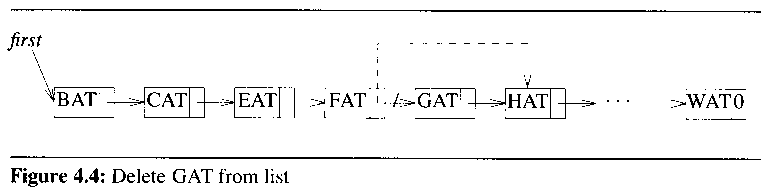 first
BAT CAT EAT FAT GAT HAT · · · WAT 0
Figure 4.4: Delete GAT from list